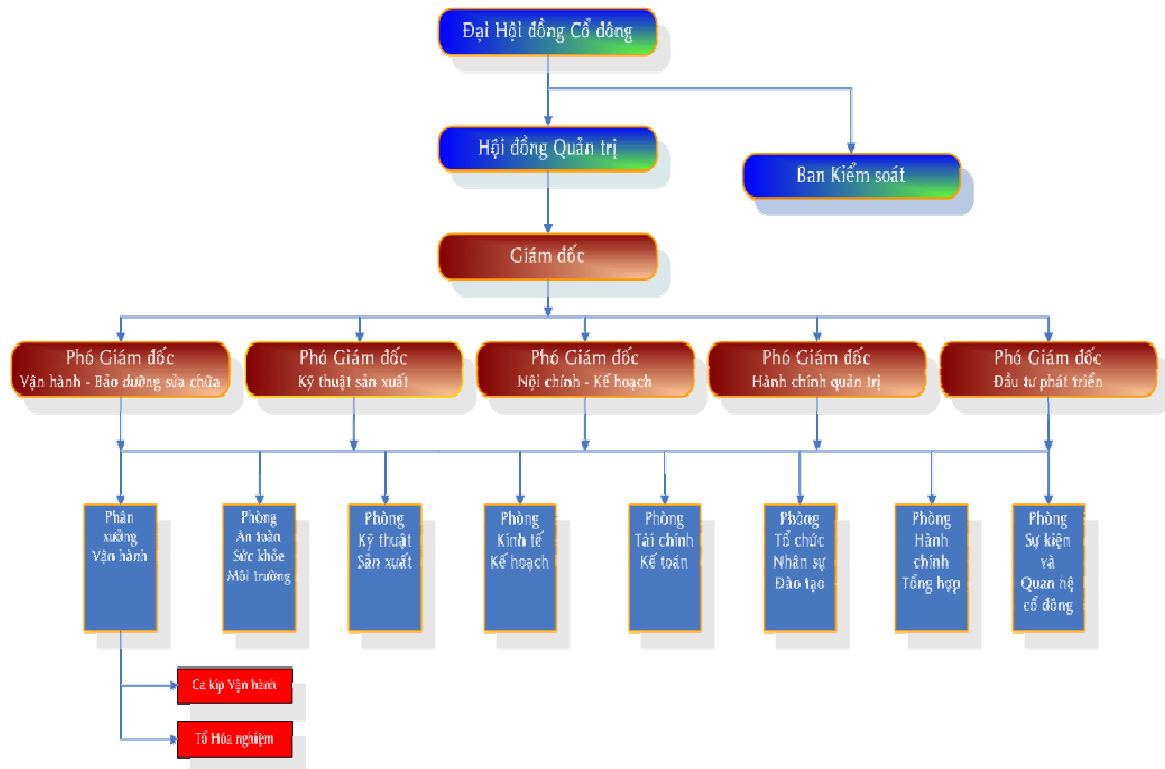 Đại Hội đồng Cổ đông
Hội đồng Quản trị
Ban Kiểm soát
Giám đốc
Phó Giám đốc
Vận hành - Bảo dưỡng sửa chữa
Phó Giám đốc
Kỹ thuật sản xuất
Phó Giám đốc
Nội chính - Kế hoạch
Phó Giám đốc
Hành chính quản trị
Phó Giám đốc
Đầu tư phát triển
Phân
xưởng
Vận hành
Phòng
An toàn
Sức khỏe
Môi trường
Phòng
Kỹ thuật
Sản xuất
Phòng
Kinh tế
Kế hoạch
Phòng
Tài chính
Kế toán
Phòng
Tổ chức
Nhân sự
Đào tạo
Phòng
Hành
chính
Tổng hợp
Phòng
Sự kiện
và
Quan hệ
cổ đông
Ca kíp Vận hành
Tổ Hóa nghiệm